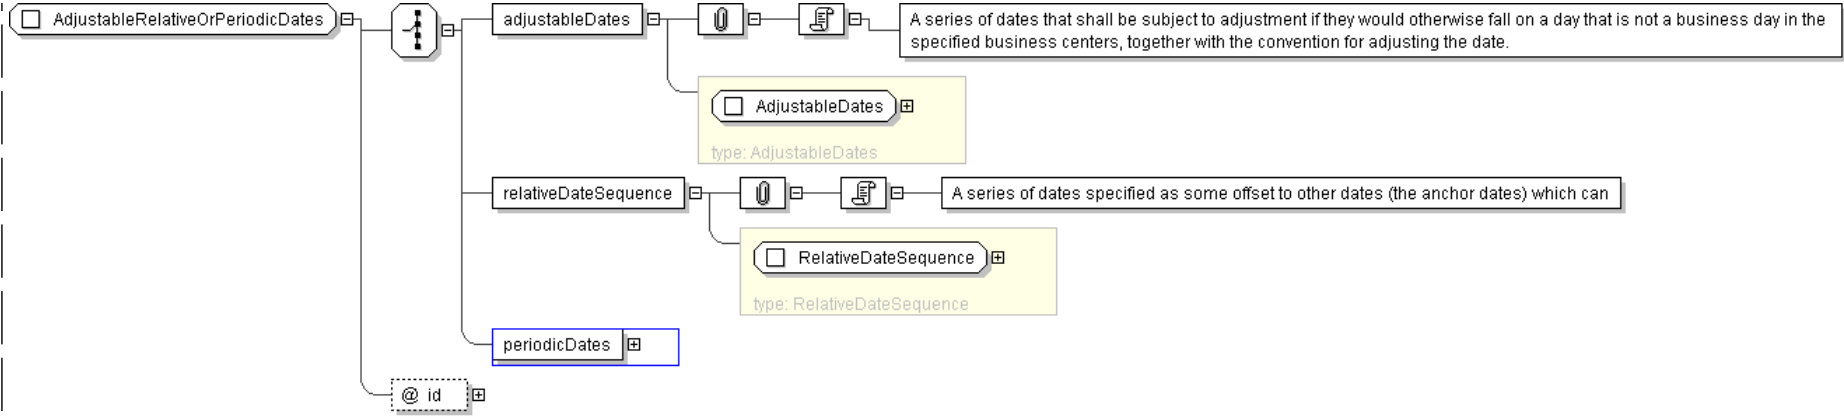 AdjustableRelativeOrPeriodicDates
adjustableDates
A series of dates that shall be subject to adjustment if they would otherwise fall on a day that is not a business day in the
specified business centers, together with the convention for adjusting the date.
AdjustableDates
type: AdjustableDates
relativeDateSequence
A series of dates specified as some offset to other dates (the anchor dates) which can
RelativeDateSequence
type: RelativeDateSequence
periodicDates
@ id